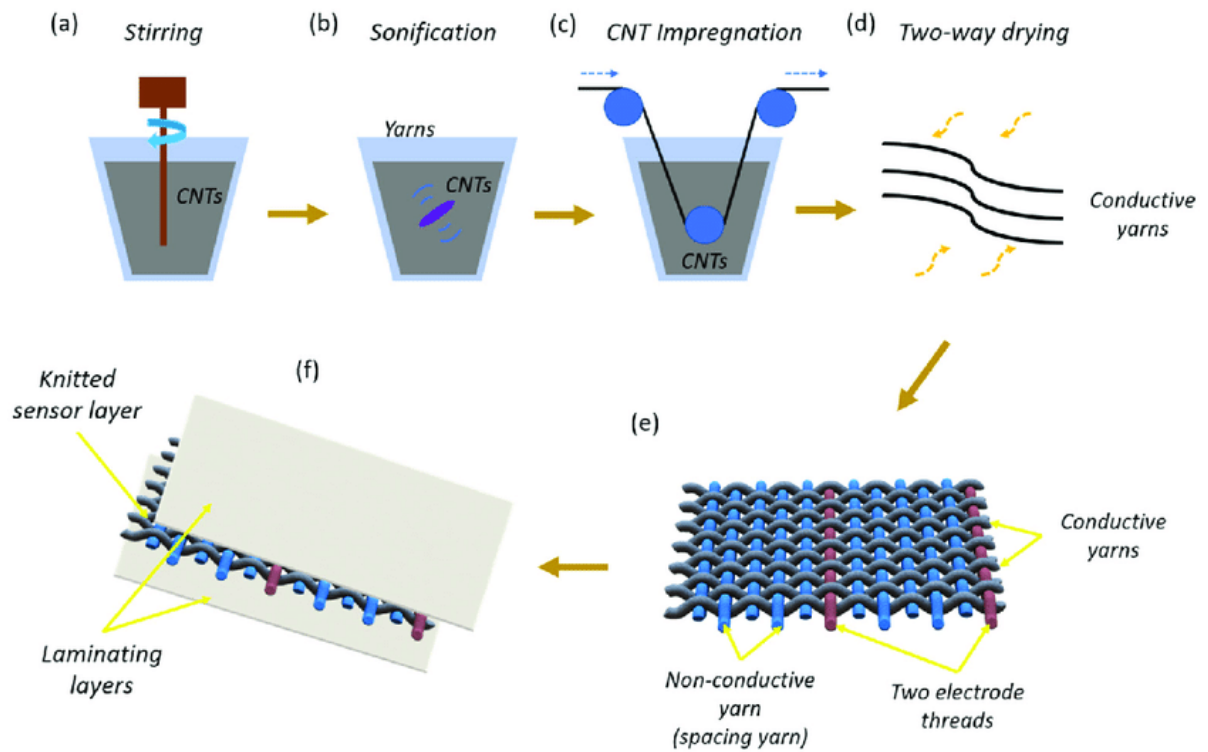 (a) Stirring
(b) Sonification
(c) CNT Impregnation
(d) Two-way drying
CNTs
Yarns
CNTs
CNTs
Conductive
yarns
(f)
Knitted
sensor layer
Laminating
layers
(e)
Conductive
yarns
Non-conductive
yarn
(spacing yarn)
Two electrode
threads